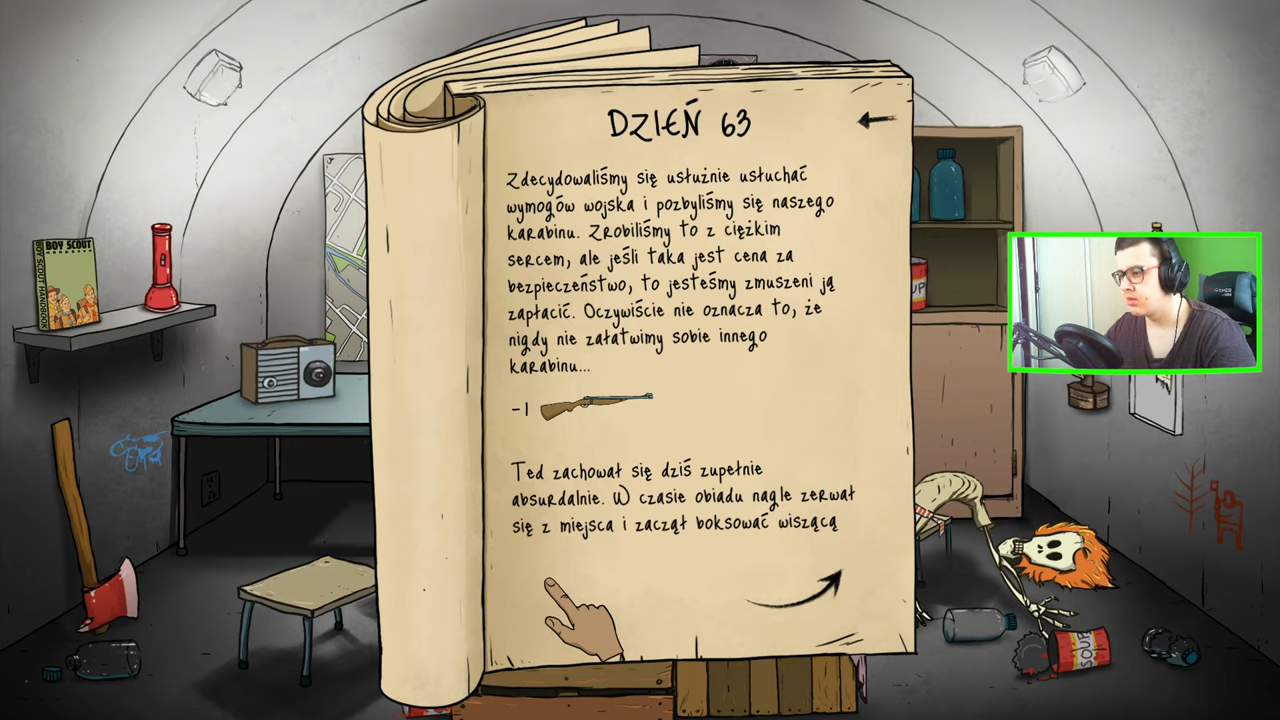 DZIEŃ 63
Zdecydowaliśmy się usłużnie usłuchać
wymogów wojska i pozbyliśmy się naszego
karabinu. Zrobiliśmy to z ciężkim
sercem, ale jeśli taka jest cena za
bezpieczeństwo, to jesteśmy zmuszeni ją
zapłacić. Oczywiście nie oznacza to, że
nigdy nie załatwimy sobie innego
karabinu...
-1
Ted zachował się dziś zupełnie
absurdalnie. W czasie obiadu nagle zerwał
się z miejsca i zaczął boksować wiszącą
BOY SCOUT
BOY SCOUT HANDBOOK
UP
SOUP